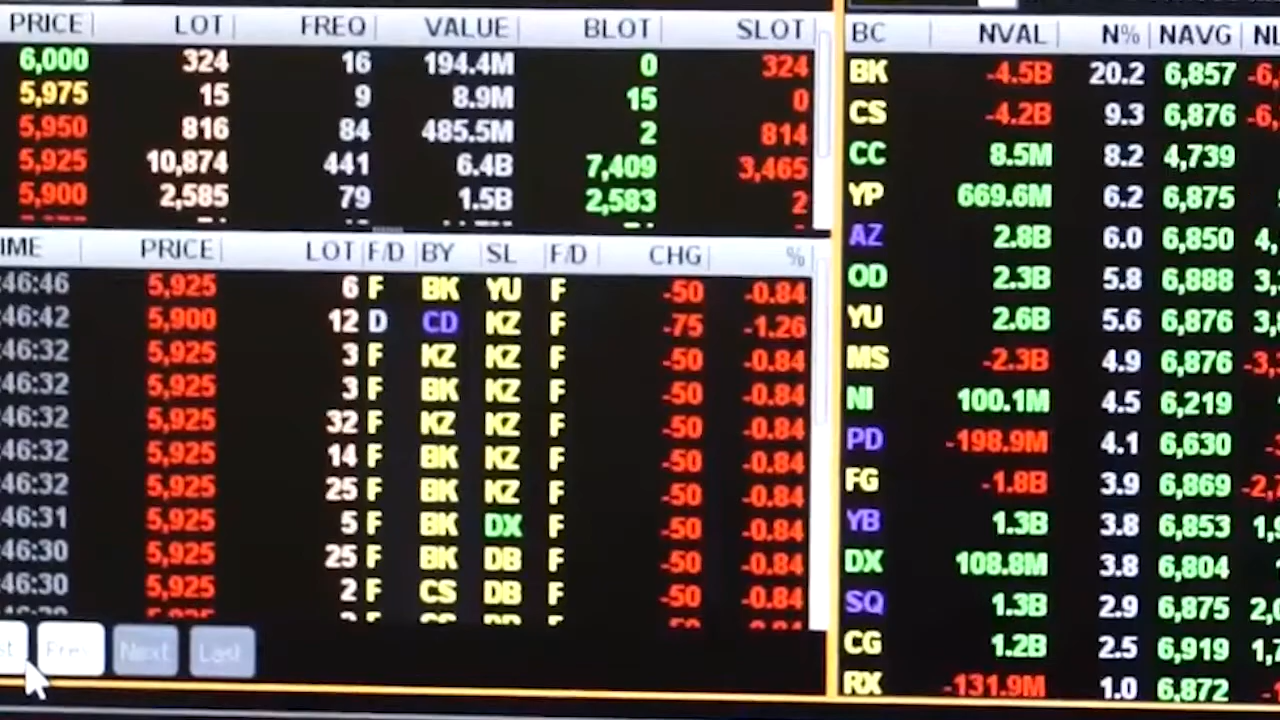 PRICE LOT FREQ VALUE BLOT SLOT
6,000 324 16 194.4M 0 324
5,975 15 9 8.9M 15 0
5,950 816 84 485.5M 2 814
5,925 10,874 441 6.4B 7,409 3,465
5,900 2,585 79 1.5B 2,583 2
IME PRICE LOT F/D BY SL F/D CHG %
:46:46 5,925 6 F BK YU F -50 -0.84
:46:42 5,900 12 D CD KZ F -75 -1.26
:46:32 5,925 3 F KZ KZ F -50 -0.84
:46:32 5,925 3 F BK KZ F -50 -0.84
:46:32 5,925 32 F KZ KZ F -50 -0.84
:46:32 5,925 14 F BK KZ F -50 -0.84
:46:32 5,925 25 F BK KZ F -50 -0.84
:46:31 5,925 5 F BK DX F -50 -0.84
:46:30 5,925 25 F BK DB F -50 -0.84
:46:30 5,925 2 F CS DB F -50 -0.84
Next Last
BC NVAL N% NAVG NL
BK -4.5B 20.2 6,857 -6,
CS -4.2B 9.3 6,876 -6,
CC 8.5M 8.2 4,739
YP 669.6M 6.2 6,875
AZ 2.8B 6.0 6,850 4,
OD 2.3B 5.8 6,888 3,
YU 2.6B 5.6 6,876 3,
MS -2.3B 4.9 6,876 -3,
NI 100.1M 4.5 6,219
PD -198.9M 4.1 6,630
FG -1.8B 3.9 6,869 -2,
YB 1.3B 3.8 6,853 1,
DX 108.8M 3.8 6,804
SQ 1.3B 2.9 6,875 2,
CG 1.2B 2.5 6,919 1,
RX -131.9M 1.0 6,872